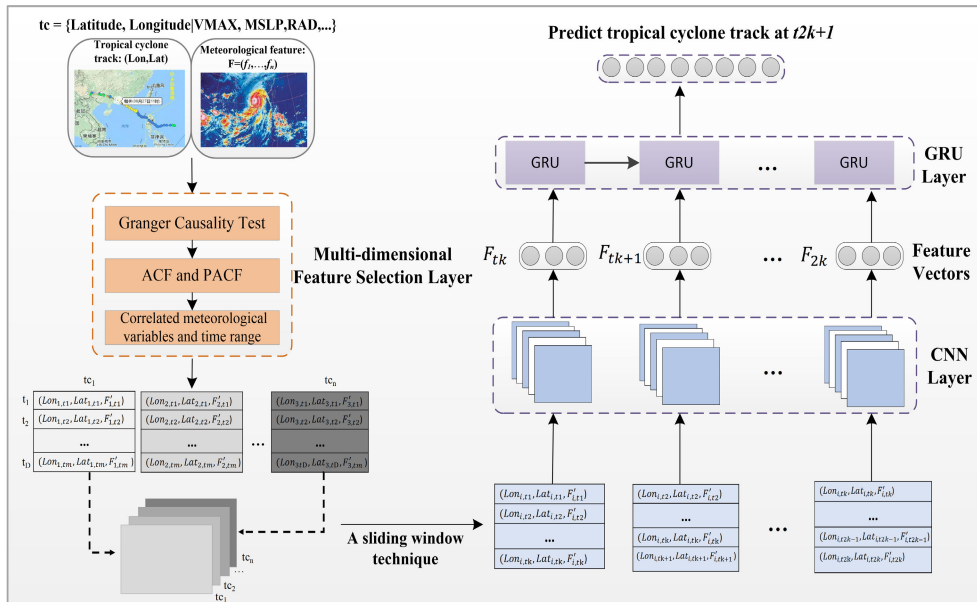 tc = {Latitude, Longitude|VMAX, MSLP,RAD,...}
Tropical cyclone
track: (Lon,Lat)
Meteorological feature:
F=(f1,…,fn)
Granger Causality Test
ACF and PACF
Correlated meteorological
variables and time range
Multi-dimensional
Feature Selection Layer
tc1
tcn
t1
t2
tD
(Lon1,t1, Lat1,t1, F′1,t1)
(Lon1,t2, Lat1,t2, F′1,t2)
...
(Lon1,tm, Lat1,tm, F′1,tm)
(Lon2,t1, Lat2,t1, F′2,t1)
(Lon2,t2, Lat2,t2, F′2,t2)
...
(Lon2,tm, Lat2,tm, F′2,tm)
...
(Lon3,t1, Lat3,t1, F′3,t1)
(Lon3,t2, Lat3,t2, F′3,t2)
...
(Lon3tD, Lat3,tD, F′3,tm)
tcn
...
tc2
tc1
A sliding window
technique
Predict tropical cyclone track at t2k+1
GRU
GRU
...
GRU
GRU
Layer
Ftk
Ftk+1
...
F2k
Feature
Vectors
...
CNN
Layer
(Loni,t1, Lati,t1, F′i,t1)
(Loni,t2, Lati,t2, F′i,t2)
...
(Loni,tk, Lati,tk, F′i,tk)
(Loni,t2, Lati,t2, F′i,t2)
...
(Loni,tk, Lati,tk, F′i,tk)
(Loni,tk+1, Lati,tk+1, F′i,tk+1)
...
(Loni,tk, Lati,tk, F′i,tk)
...
(Loni,t2k−1, Lati,t2k−1, F′i,t2k−1)
(Loni,t2k, Lati,t2k, F′i,t2k)